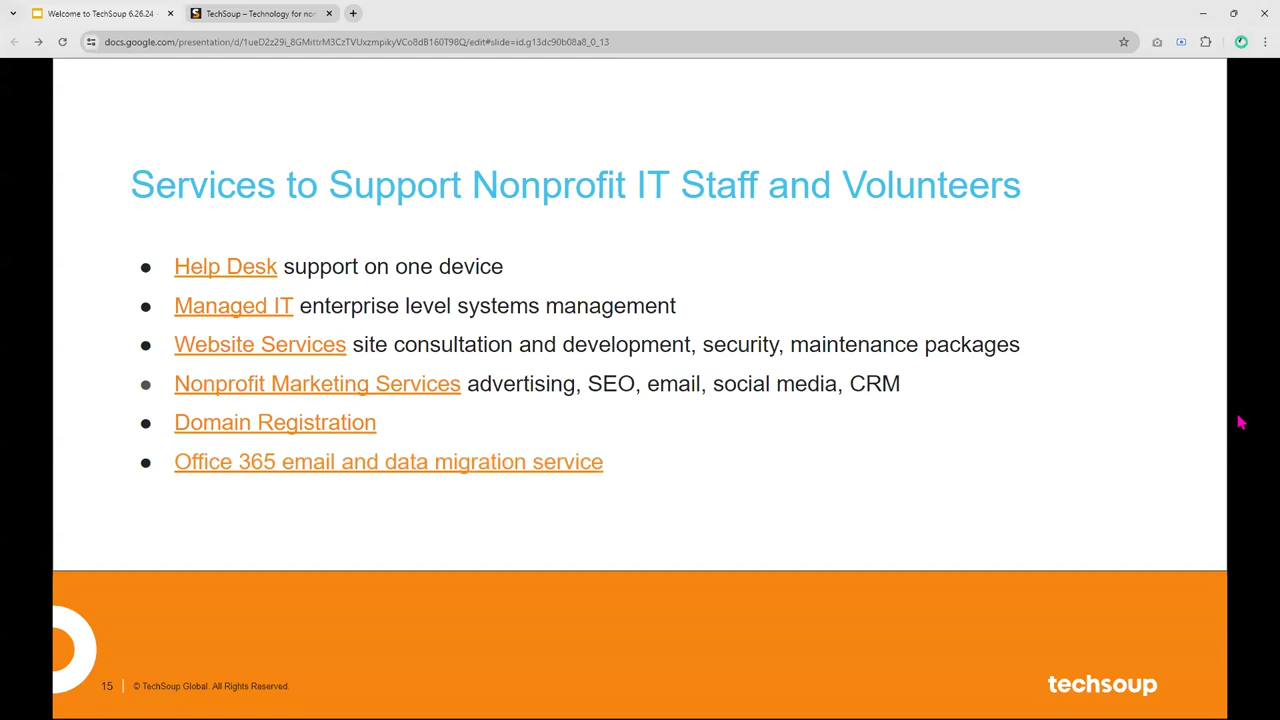 Welcome to TechSoup 6.26.24 -
TechSoup – Technology for non
docs.google.com/presentation/d/1ueD2z29i_8GMittrM3CzTVUxzmpikyVCo8dB160T98Q/edit#slide=id.g13dc90b08a8_0_13
Services to Support Nonprofit IT Staff and Volunteers
● Help Desk support on one device
● Managed IT enterprise level systems management
● Website Services site consultation and development, security, maintenance packages
● Nonprofit Marketing Services advertising, SEO, email, social media, CRM
● Domain Registration
● Office 365 email and data migration service
15 | © TechSoup Global. All Rights Reserved.
techsoup